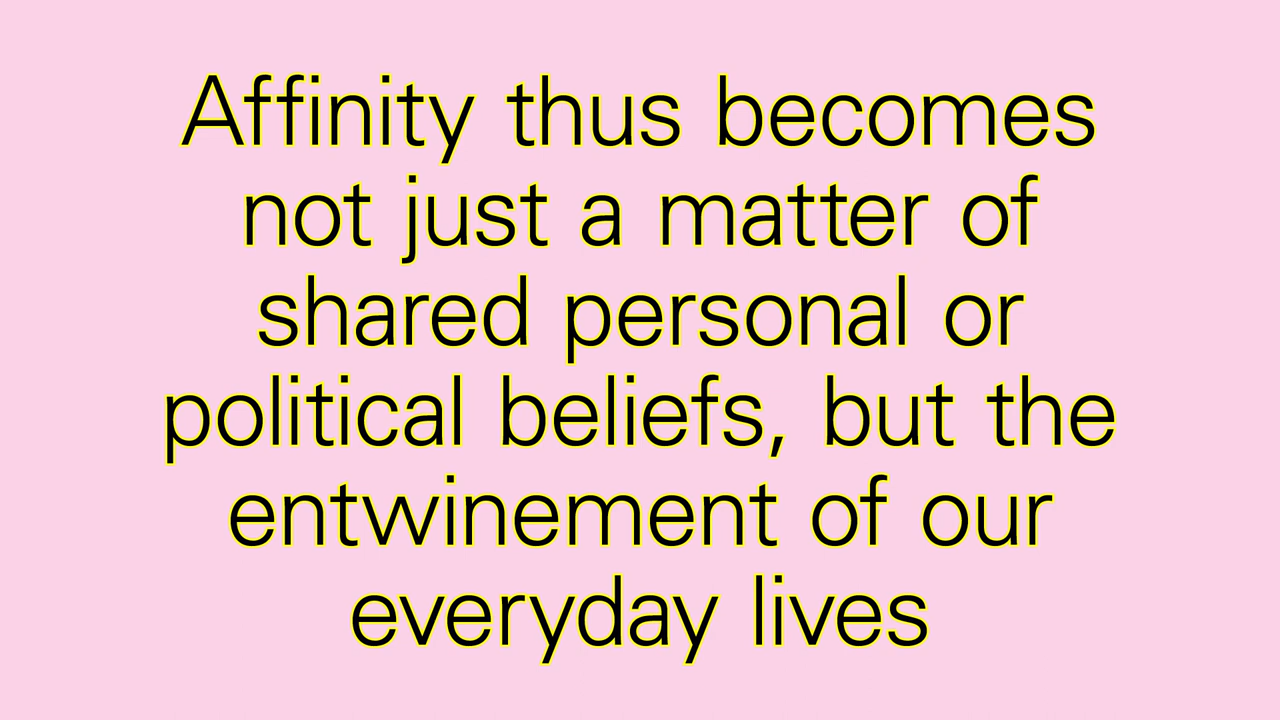 Affinity thus becomes
not just a matter of
shared personal or
political beliefs, but the
entwinement of our
everyday lives